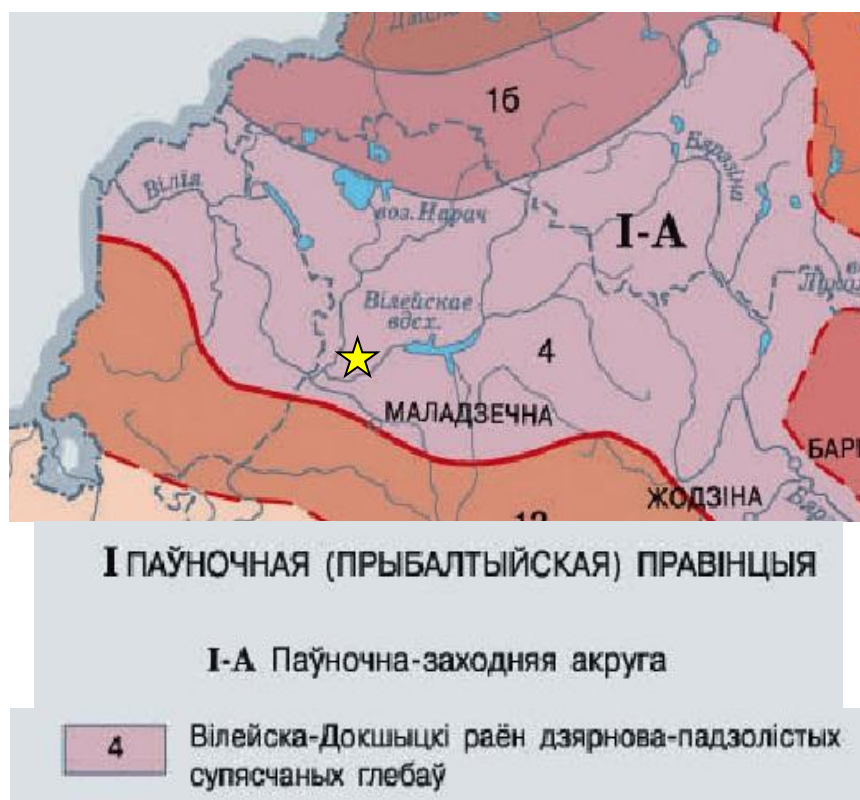 1б
Вілія
Бярэзіна
воз. Нарач
I-А
Вілейскае
вдсх.
4
МАЛАДЗЕЧНА
ЖОДЗІНА
I ПАЎНОЧНАЯ (ПРЫБАЛТЫЙСКАЯ) ПРАВІНЦЫЯ
I-А Паўночна-заходняя акруга
4
Вілейска-Докшыцкі раён дзярнова-падзолістых
супясчаных глебаў